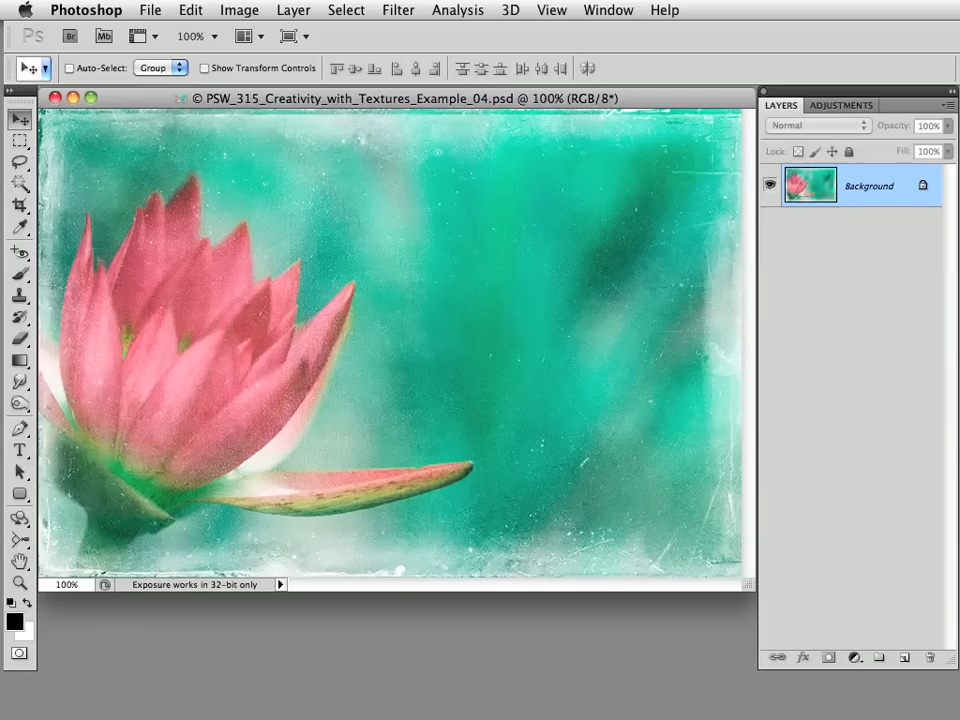 Photoshop File Edit Image Layer Select Filter Analysis 3D View Window Help
Ps Br Mb 100%
Auto-Select: Group Show Transform Controls
© PSW_315_Creativity_with_Textures_Example_04.psd @ 100% (RGB/8*)
LAYERS ADJUSTMENTS
Normal Opacity: 100%
Lock: Fill: 100%
Background
T
100% Exposure works in 32-bit only
fx